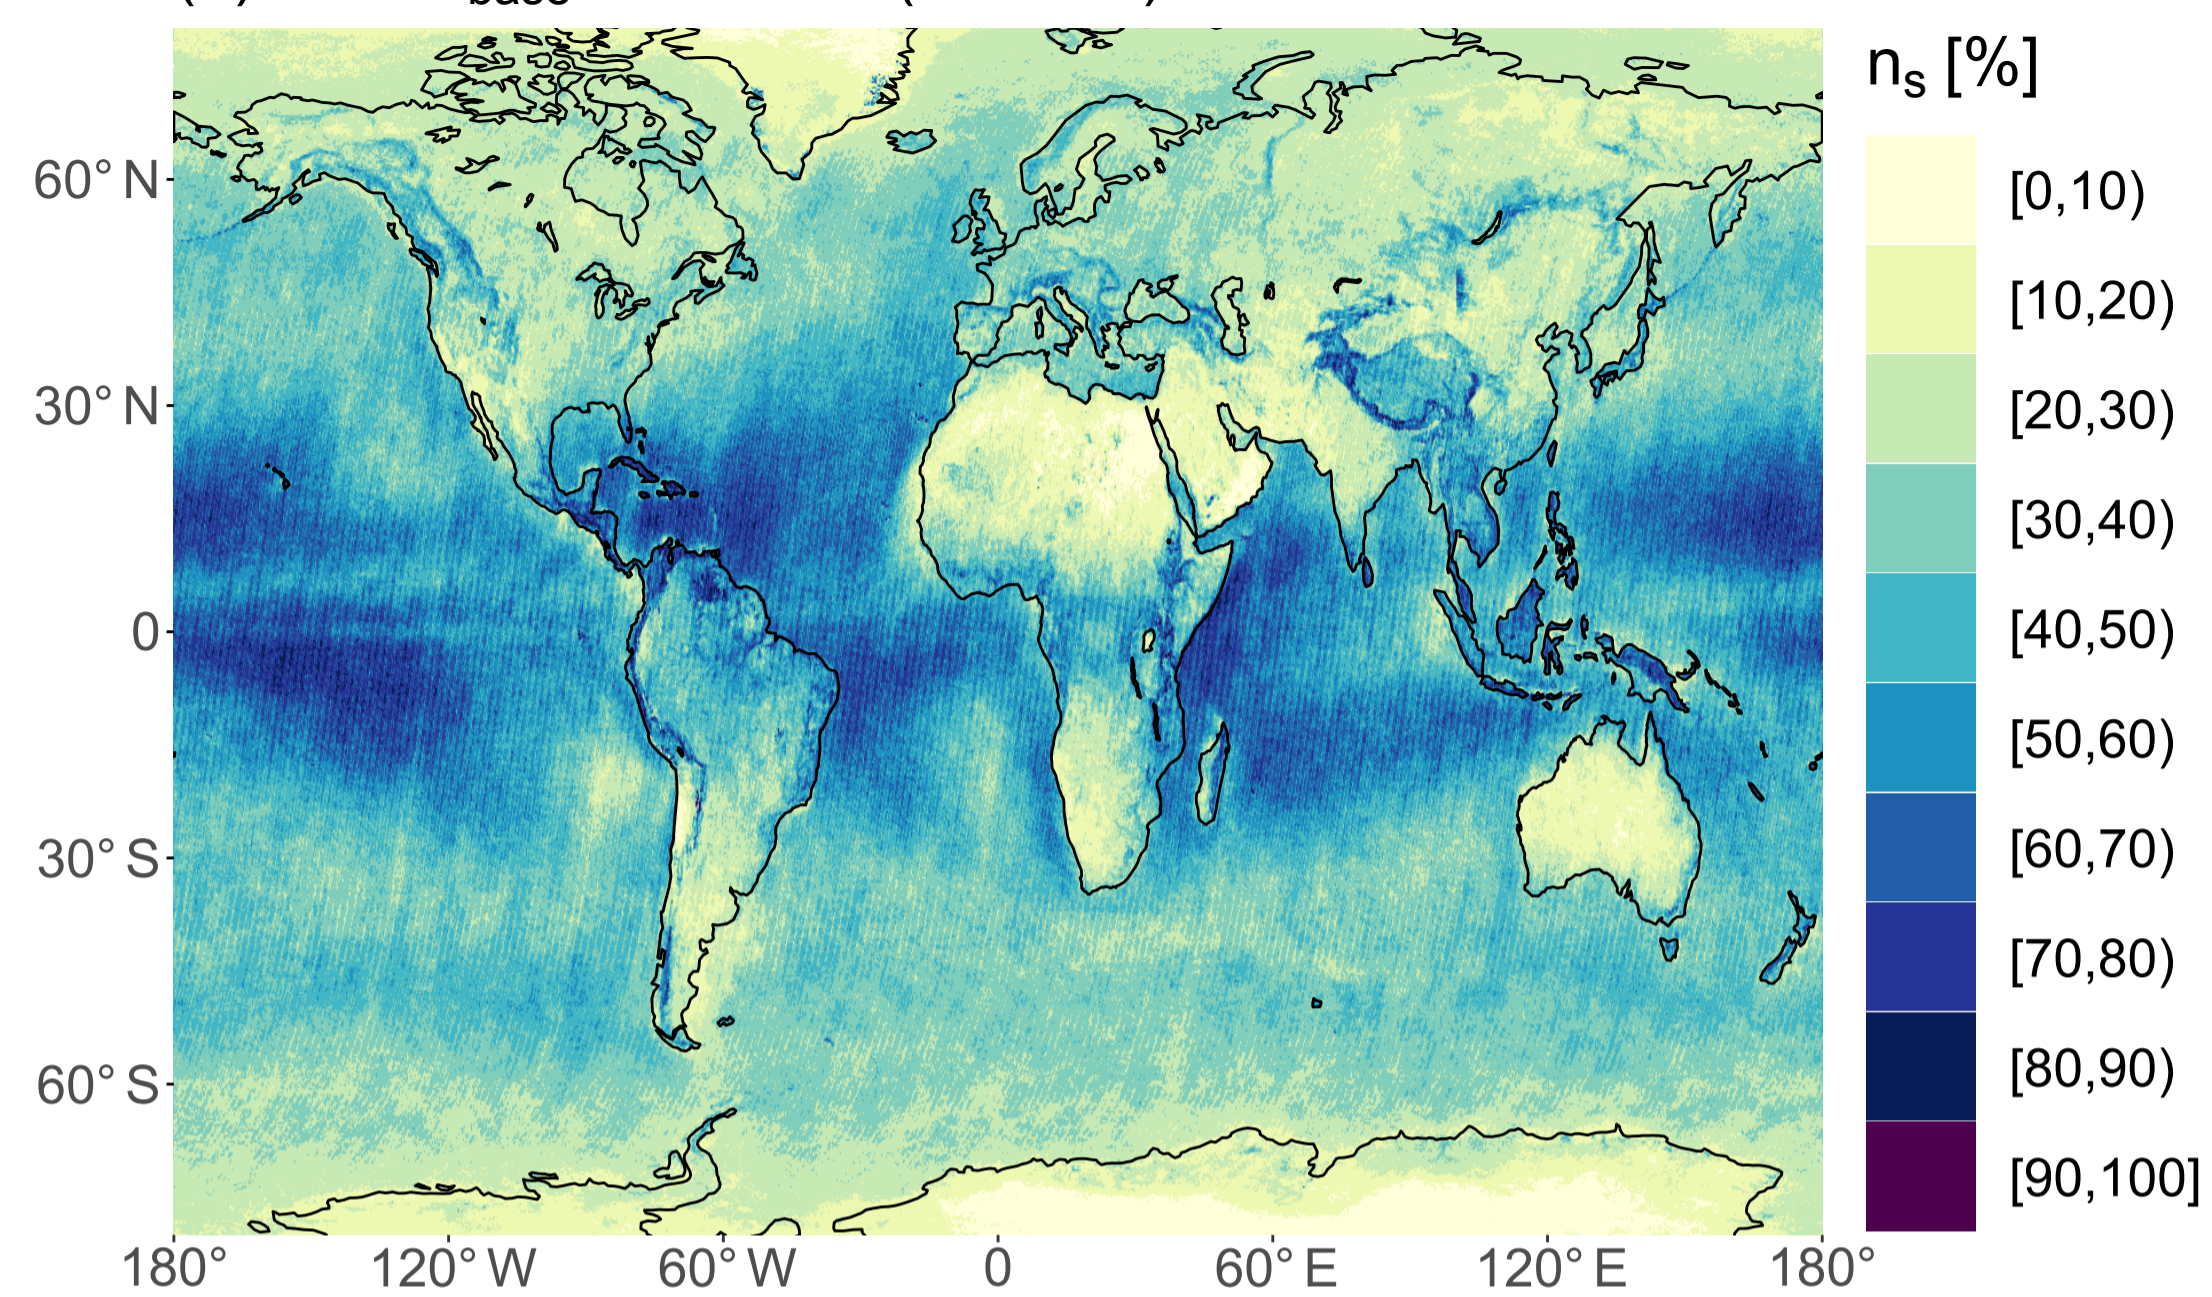 n_s [%]
[0,10)
[10,20)
[20,30)
[30,40)
[40,50)
[50,60)
[60,70)
[70,80)
[80,90)
[90,100]
60° N
30° N
0
30° S
60° S
180° 120° W 60° W 0 60° E 120° E 180°